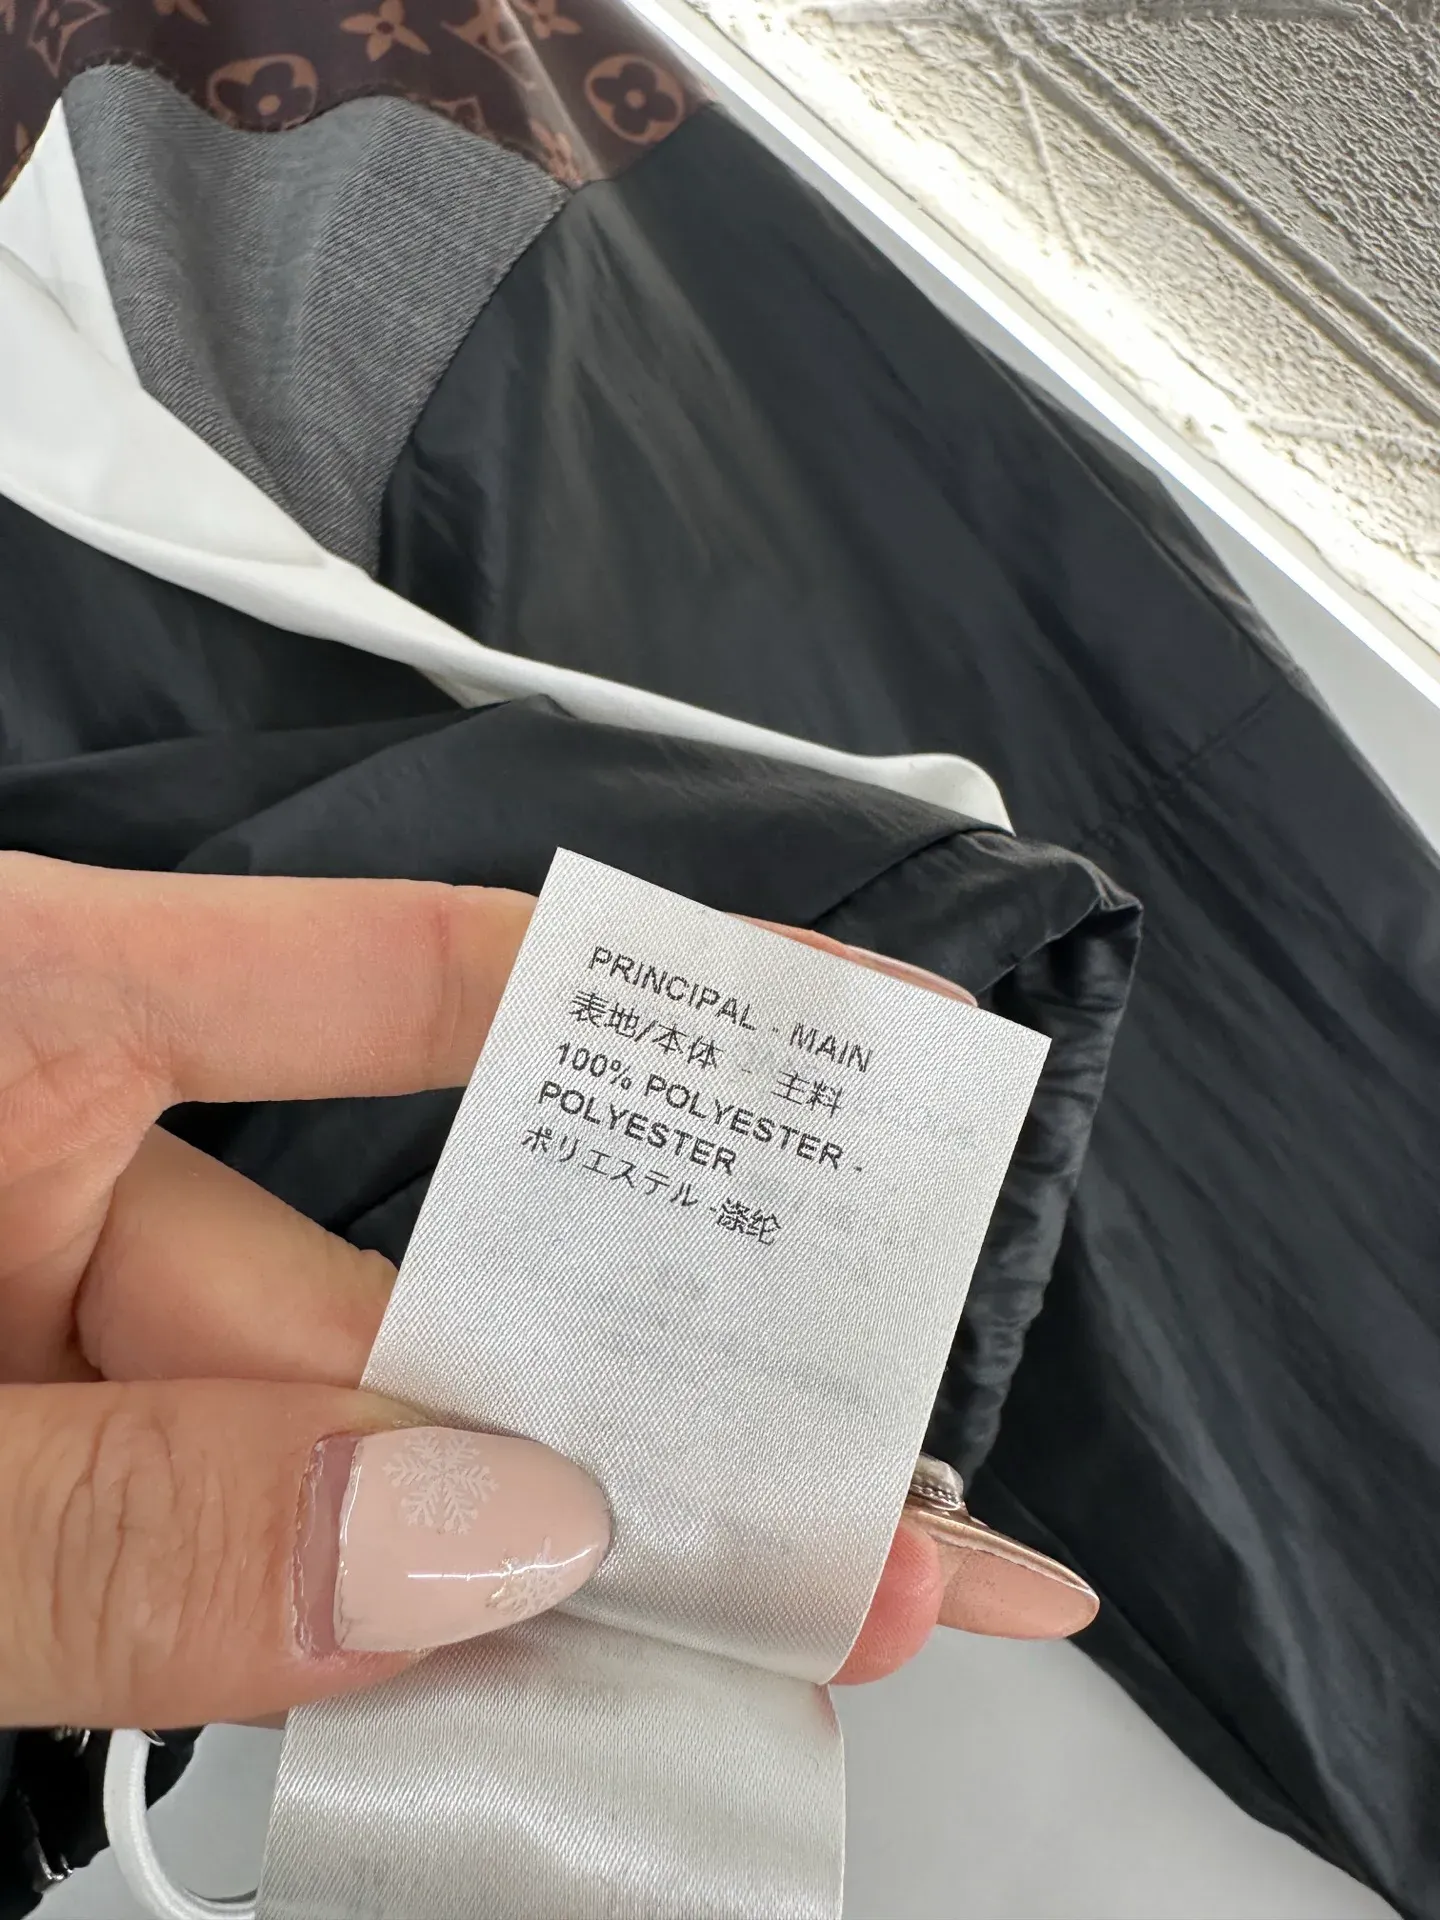 PRINCIPAL - MAIN
表地/本体 - 主料
100% POLYESTER -
POLYESTER
ポリエステル -涤纶